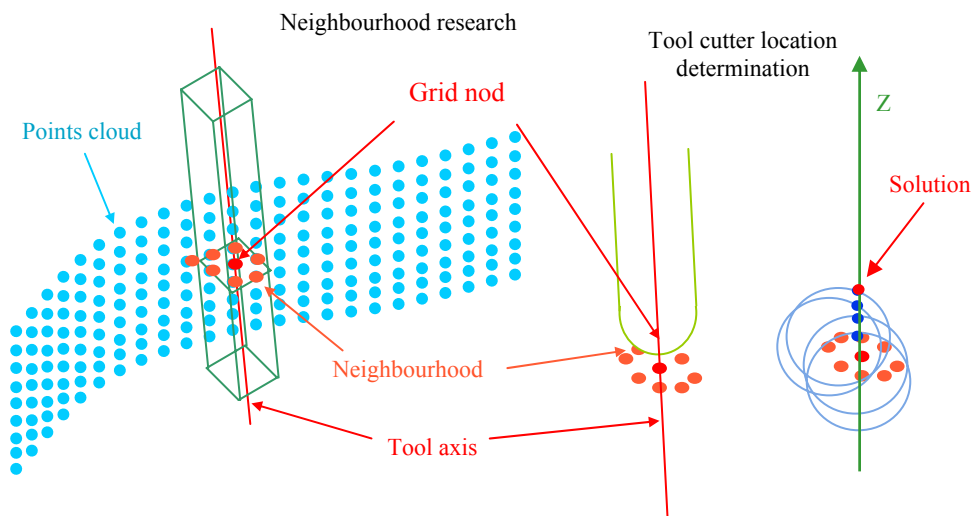 Neighbourhood research
Tool cutter location
determination
Grid nod
Points cloud
Z
Solution
Neighbourhood
Tool axis